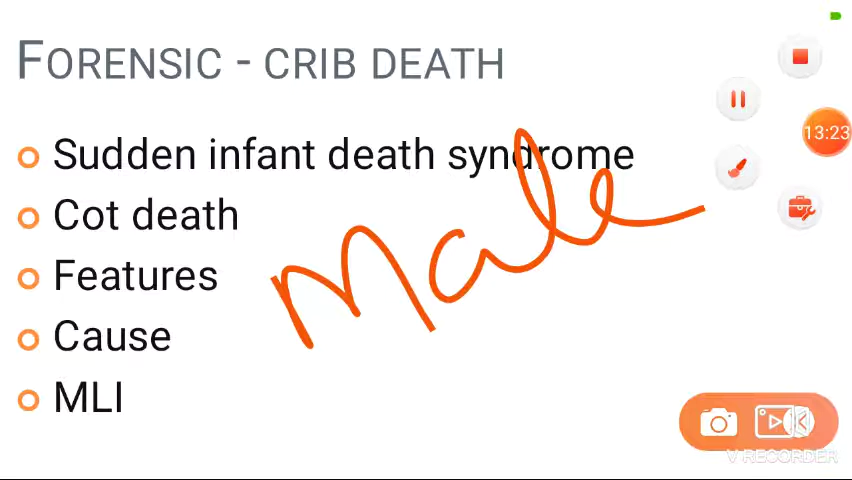 FORENSIC - CRIB DEATH
Sudden infant death syndrome
Cot death
Features
Cause
MLI
Male
13:23
V RECORDER